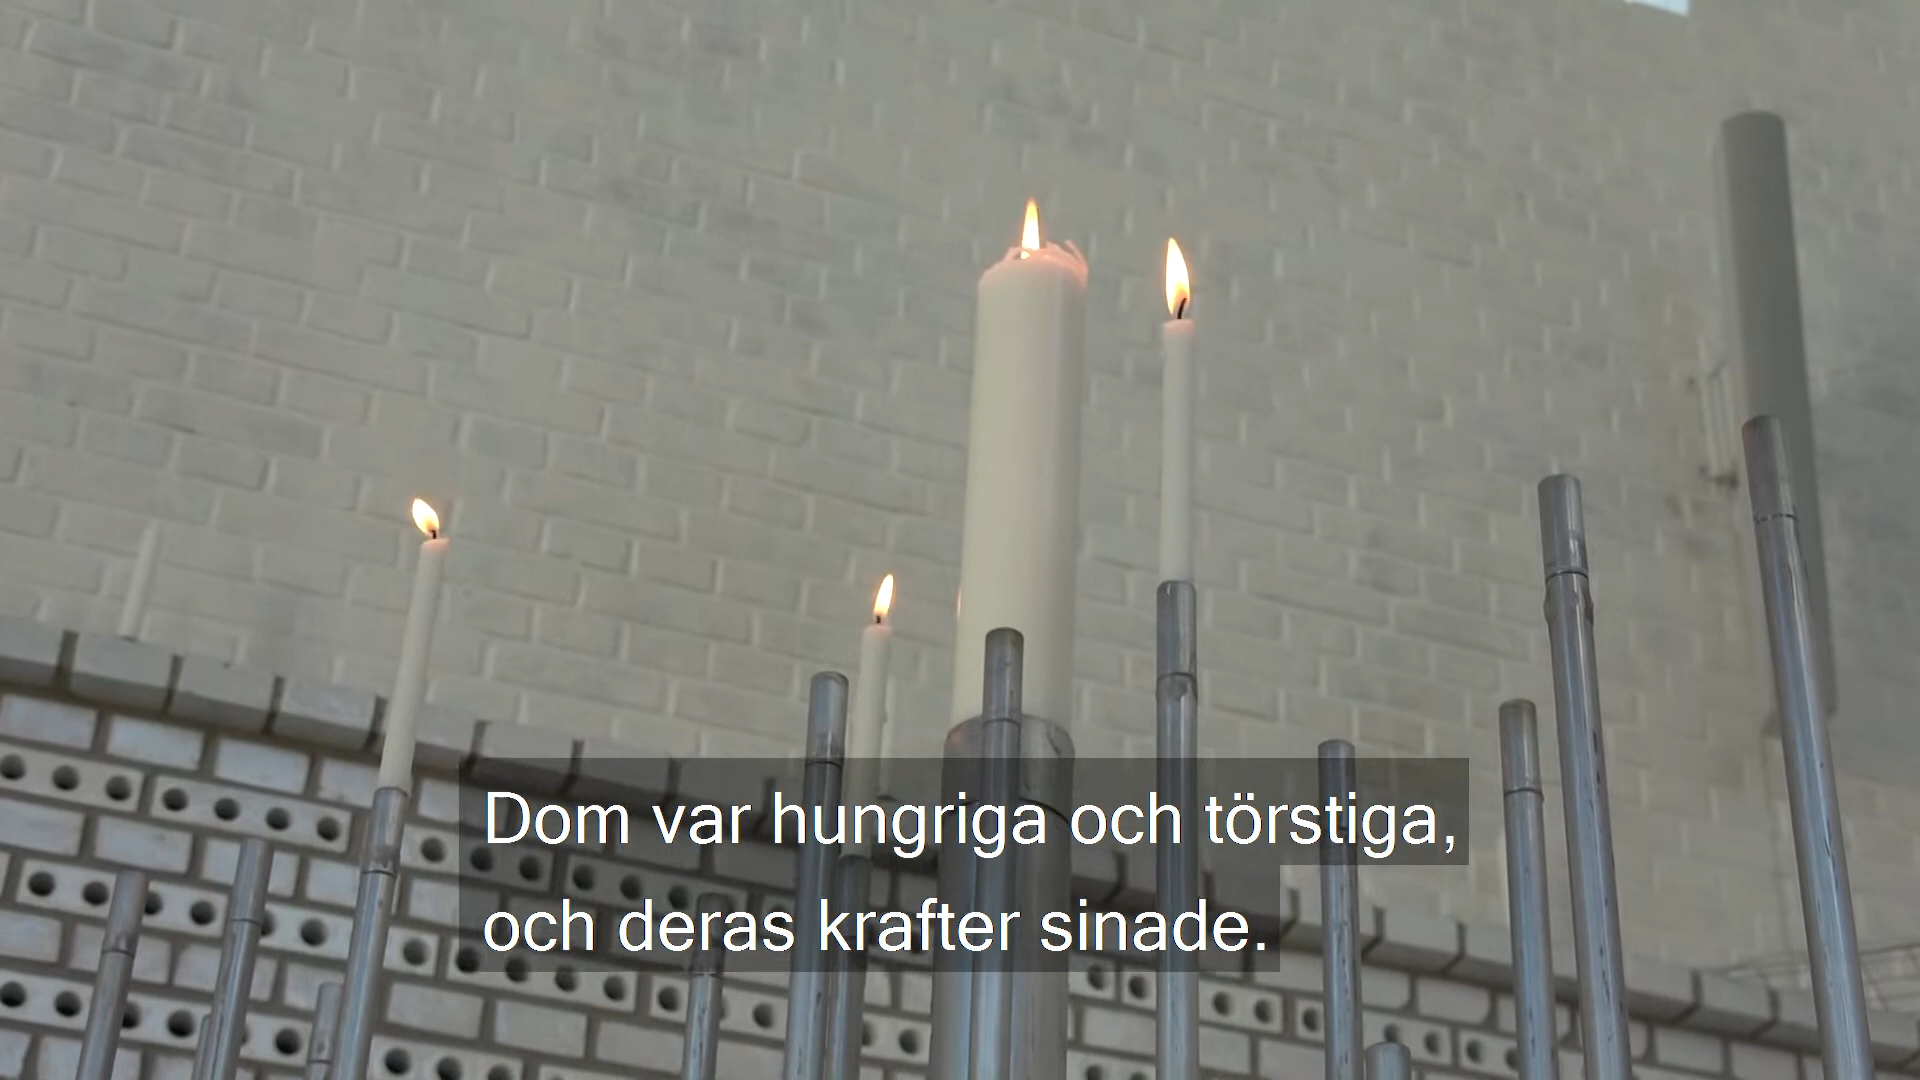 Dom var hungriga och törstiga,
och deras krafter sinade.